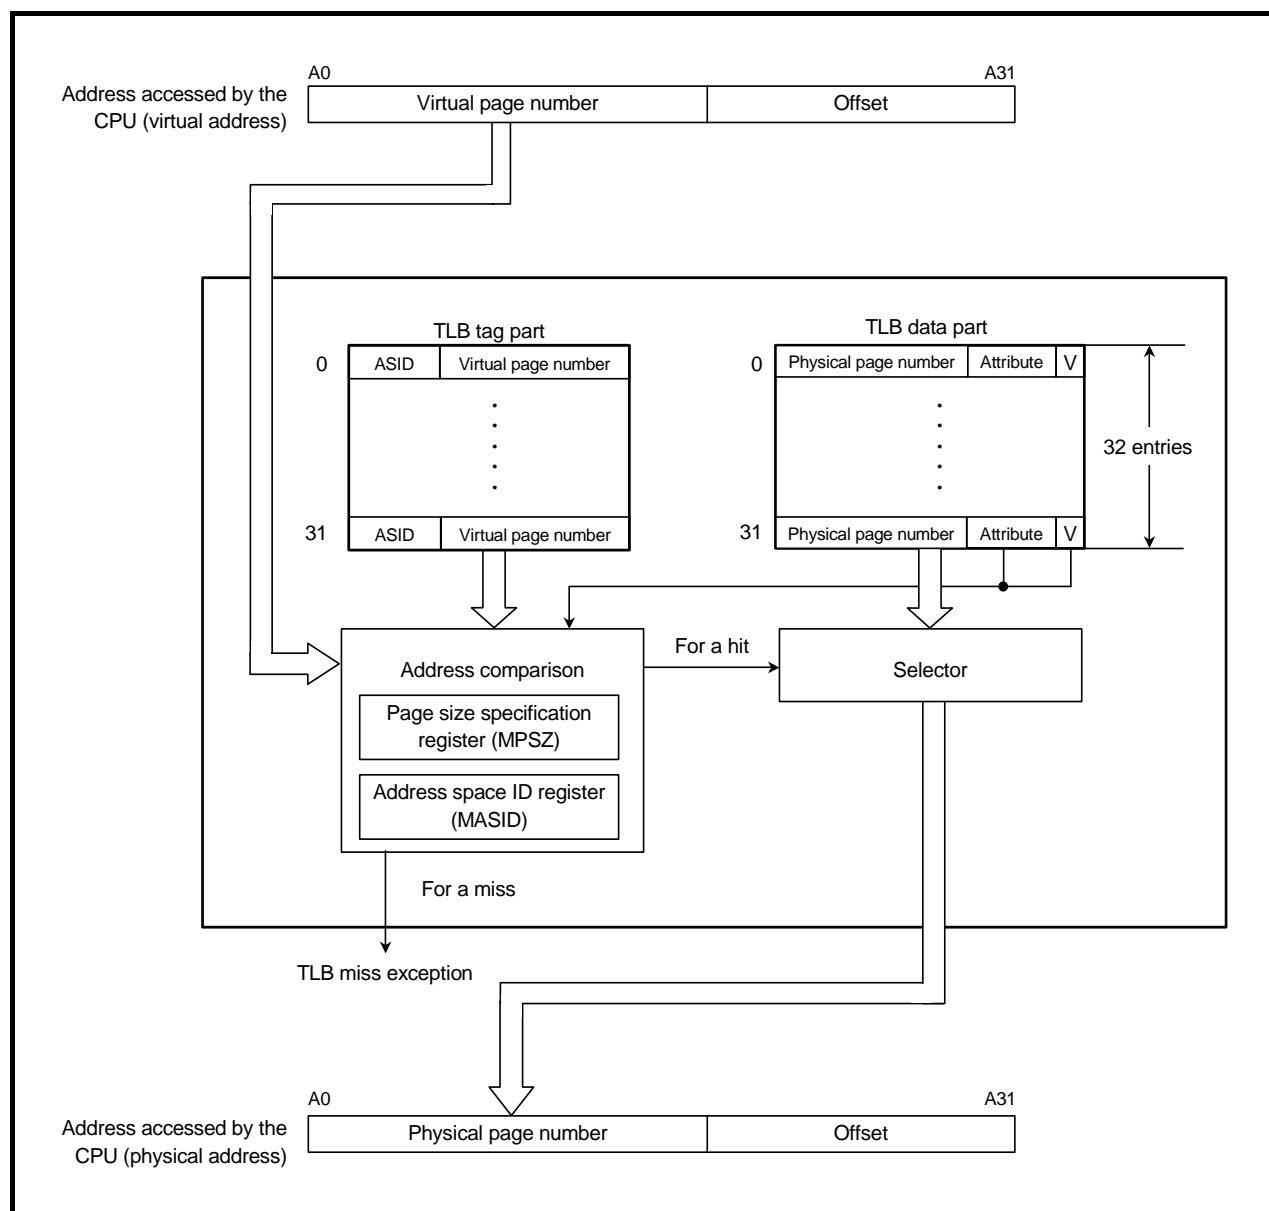 A0 A31
Address accessed by the
CPU (virtual address)
Virtual page number Offset
TLB tag part TLB data part
0 ASID Virtual page number 0 Physical page number Attribute V
32 entries
31 ASID Virtual page number 31 Physical page number Attribute V
For a hit
Address comparison Selector
Page size specification
register (MPSZ)
Address space ID register
(MASID)
For a miss
TLB miss exception
A0 A31
Address accessed by the
CPU (physical address)
Physical page number Offset